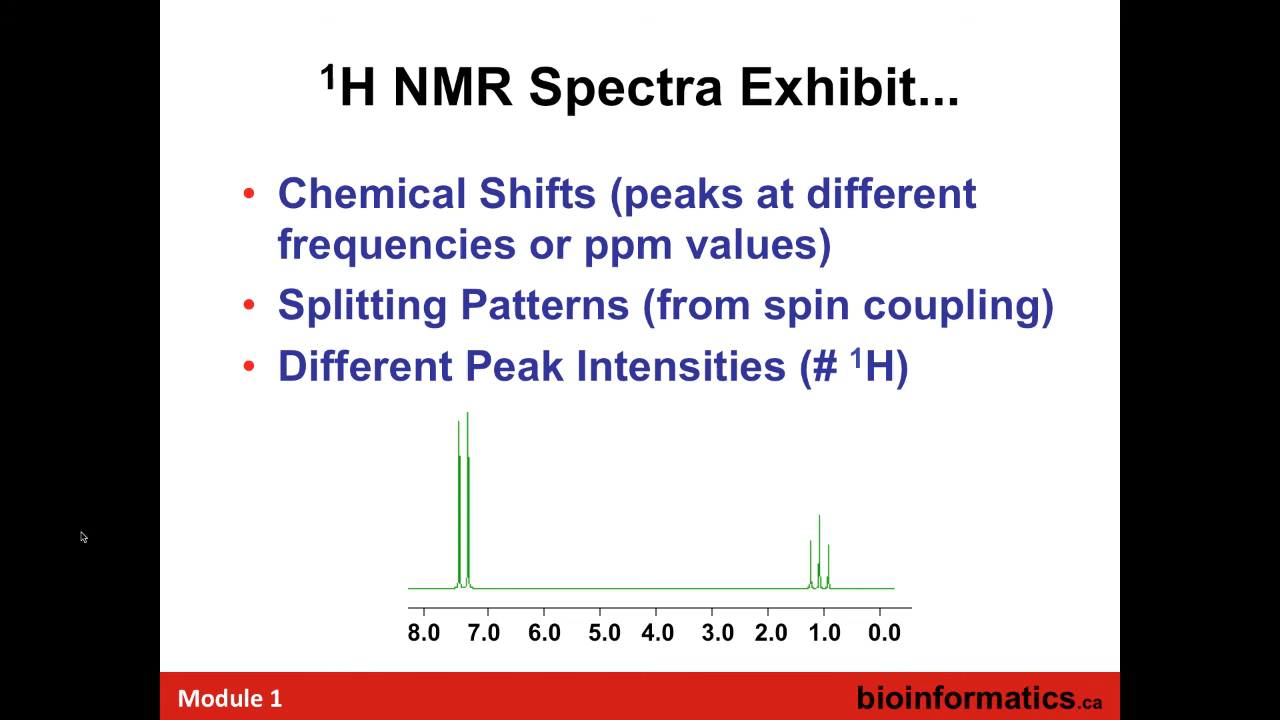 ¹H NMR Spectra Exhibit...
• Chemical Shifts (peaks at different
frequencies or ppm values)
• Splitting Patterns (from spin coupling)
• Different Peak Intensities (# ¹H)
8.0 7.0 6.0 5.0 4.0 3.0 2.0 1.0 0.0
Module 1
bioinformatics.ca